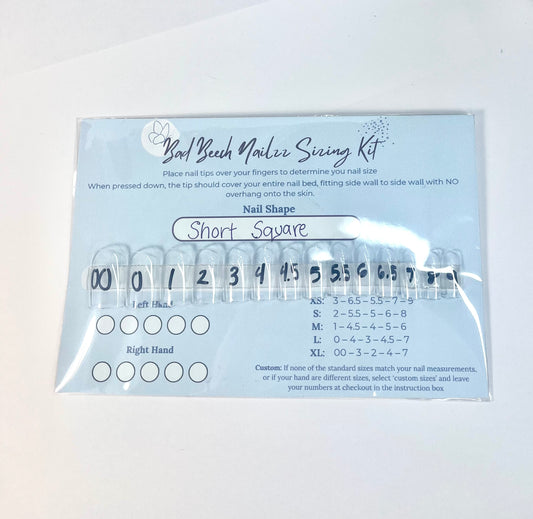 Bad Beech Nailzz Sizing Kit
Place nail tips over your fingers to determine you nail size
When pressed down, the tip should cover your entire nail bed, fitting side wall to side wall with NO
overhang onto the skin.
Nail Shape
Short Square
00 0 1 2 3 4 4.5 5 5.5 6 6.5 7 8 9
Left Hand
Right Hand
XS: 3-6.5-5.5-7-9
S: 2-5.5-5-6-8
M: 1-4.5-4-5-6
L: 0-4-3-4.5-7
XL: 00-3-2-4-7
Custom: If none of the standard sizes match your nail measurements,
or if your hand are different sizes, select 'custom sizes' and leave
your numbers at checkout in the instruction box